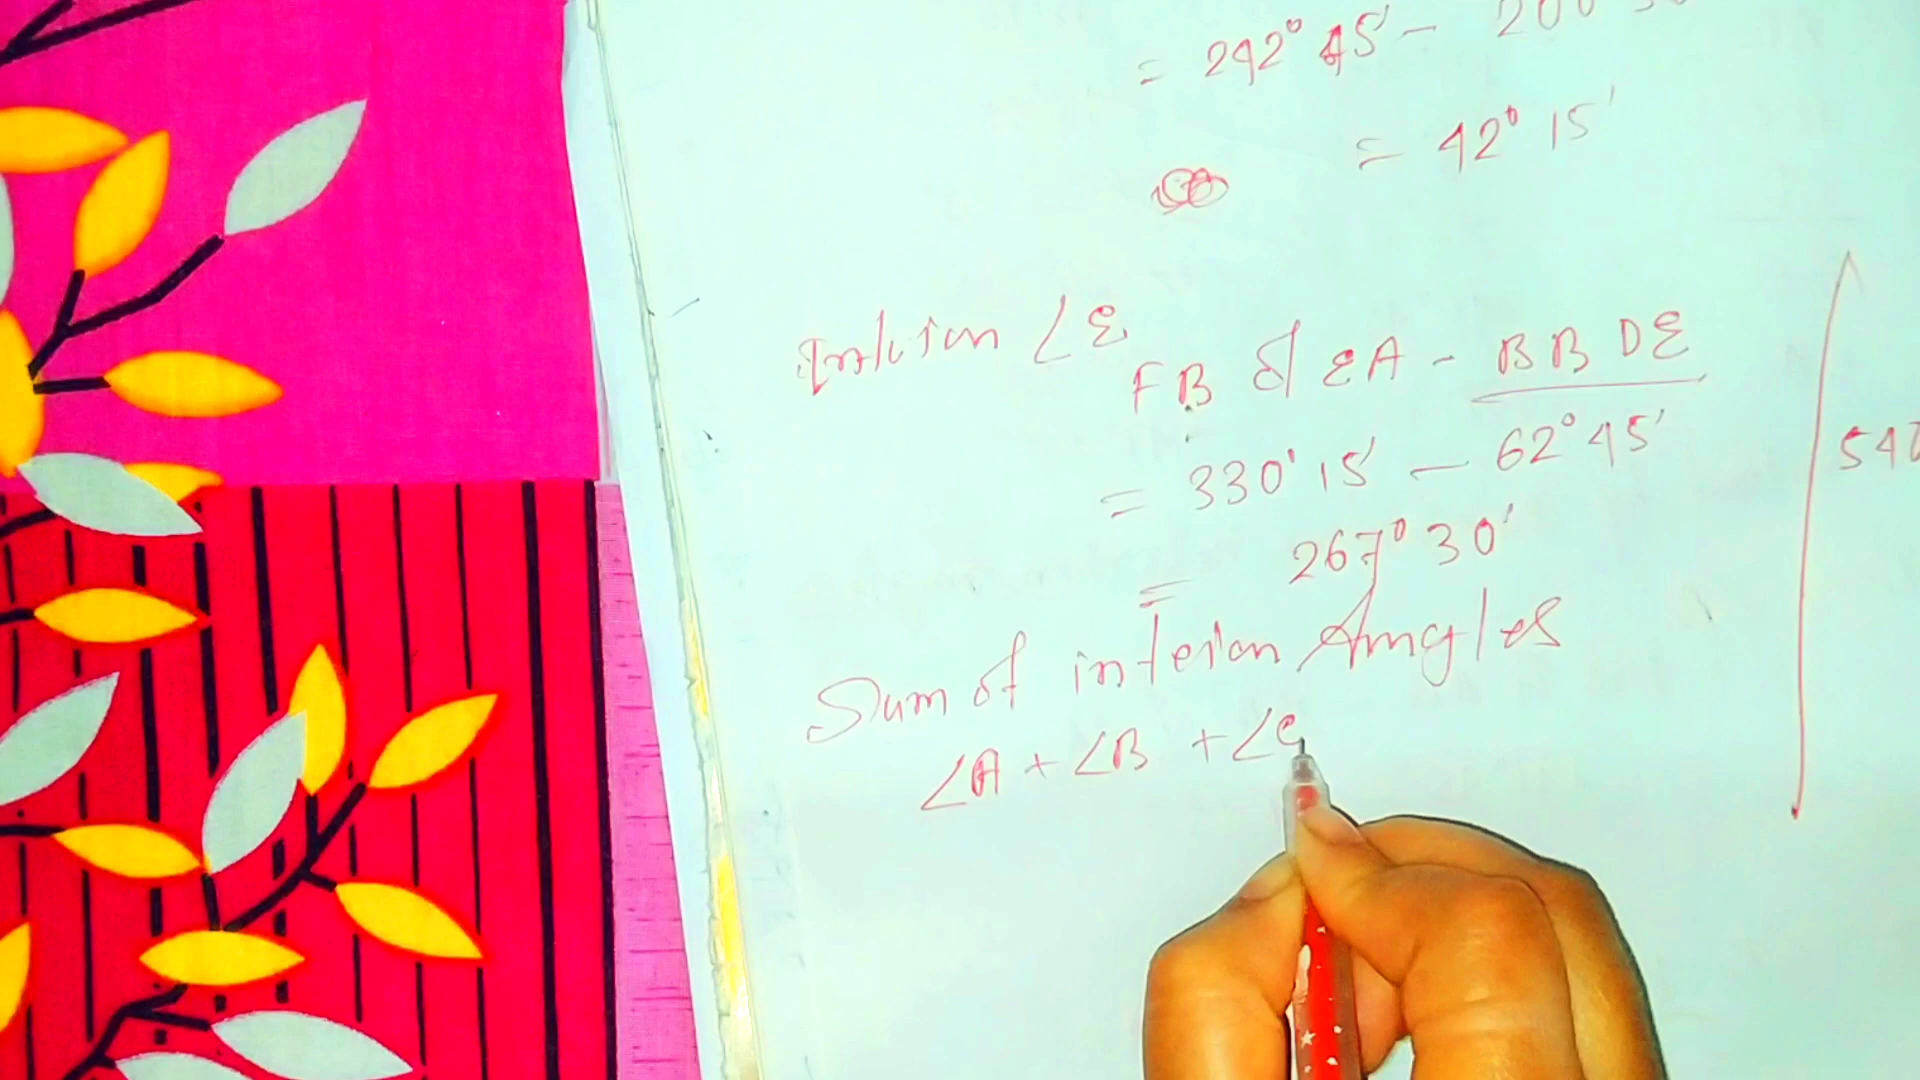 = 242° 45' - 200
= 42° 15'
Interior ∠E
FB of EA - BB DE
= 330° 15' - 62° 45'
= 267° 30'
540
Sum of interior Angles
∠A + ∠B + ∠C